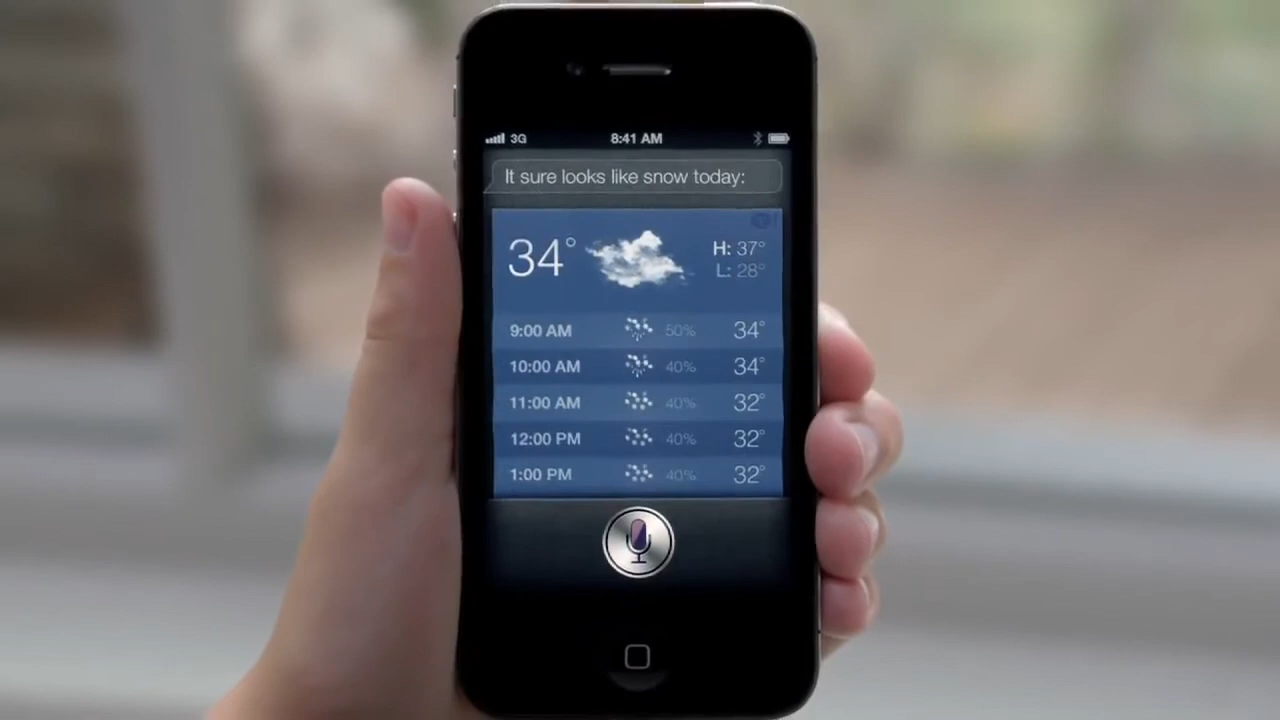 3G 8:41 AM
It sure looks like snow today:
34° H: 37°
L: 28°
9:00 AM 50% 34°
10:00 AM 40% 34°
11:00 AM 40% 32°
12:00 PM 40% 32°
1:00 PM 40% 32°